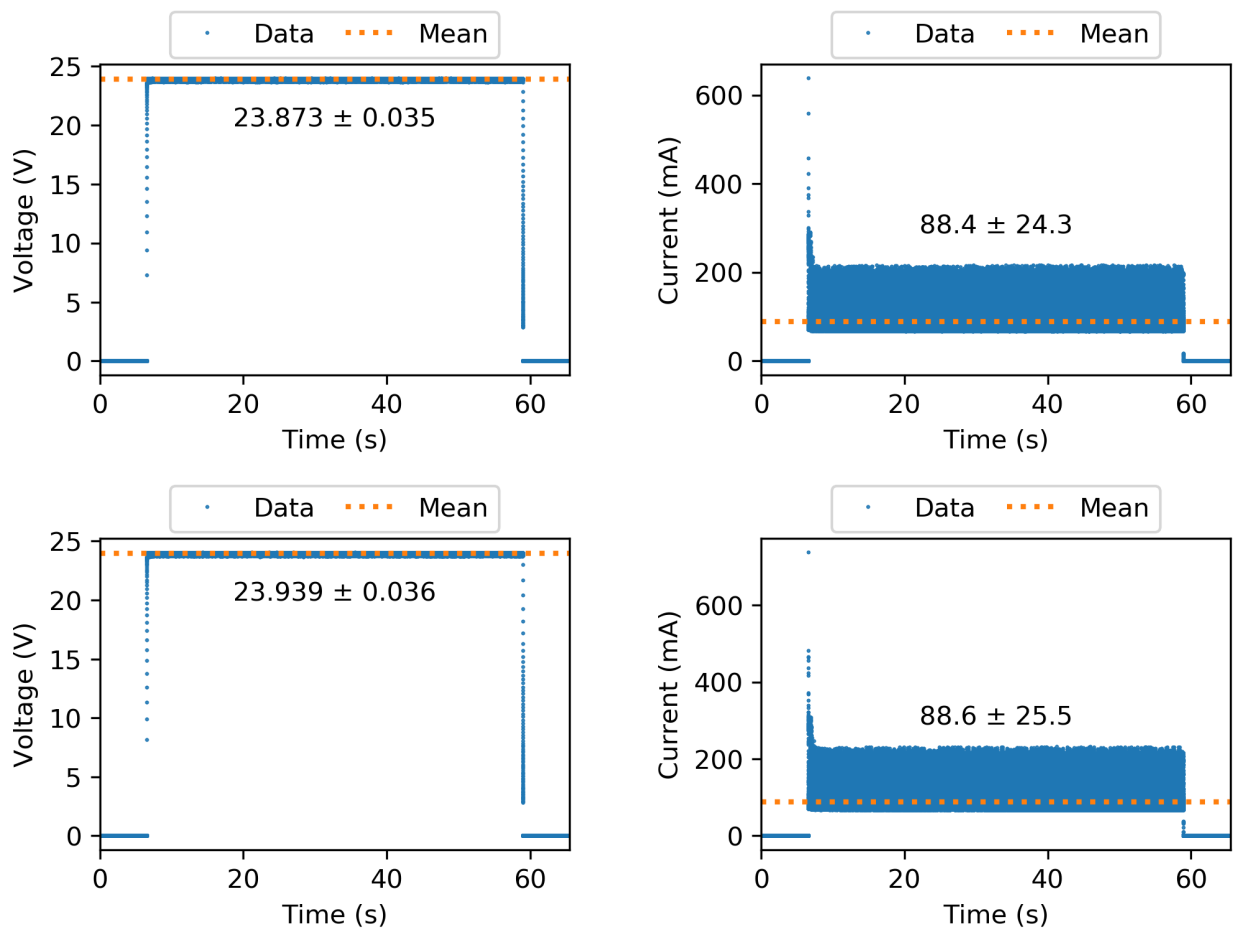 Data Mean
25
20
15
10
5
0
Voltage (V)
23.873 ± 0.035
0 20 40 60
Time (s)
Data Mean
600
400
200
0
Current (mA)
88.4 ± 24.3
0 20 40 60
Time (s)
Data Mean
25
20
15
10
5
0
Voltage (V)
23.939 ± 0.036
0 20 40 60
Time (s)
Data Mean
600
400
200
0
Current (mA)
88.6 ± 25.5
0 20 40 60
Time (s)